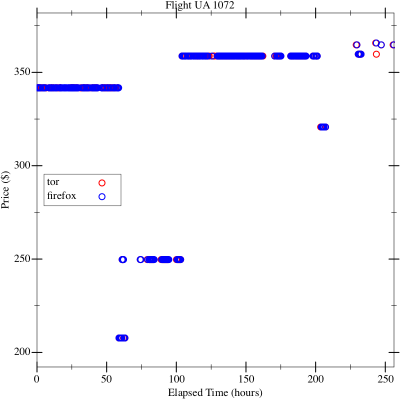 Flight UA 1072
350
300
250
200
Price ($)
tor
firefox
0 50 100 150 200 250
Elapsed Time (hours)